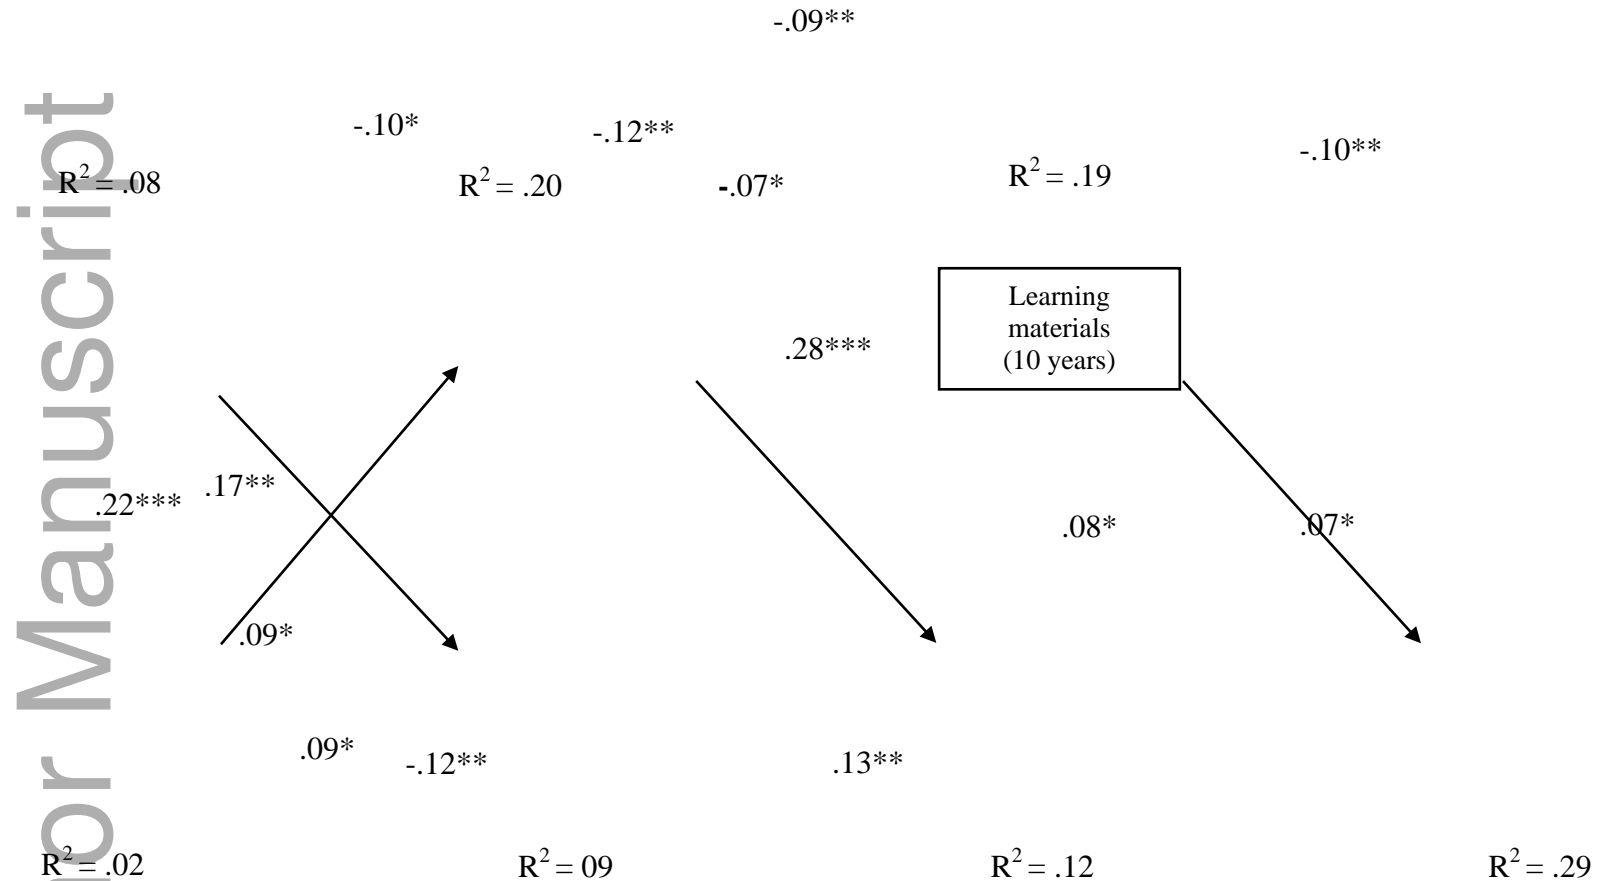 -.09**
-.10*
-.12**
-.10**
R² = .08
R² = .20
-.07*
R² = .19
Learning
materials
(10 years)
.28***
.22***
.17**
.08*
.07*
.09*
.09*
-.12**
.13**
R² = .02
R² = 09
R² = .12
R² = .29
or Manuscript